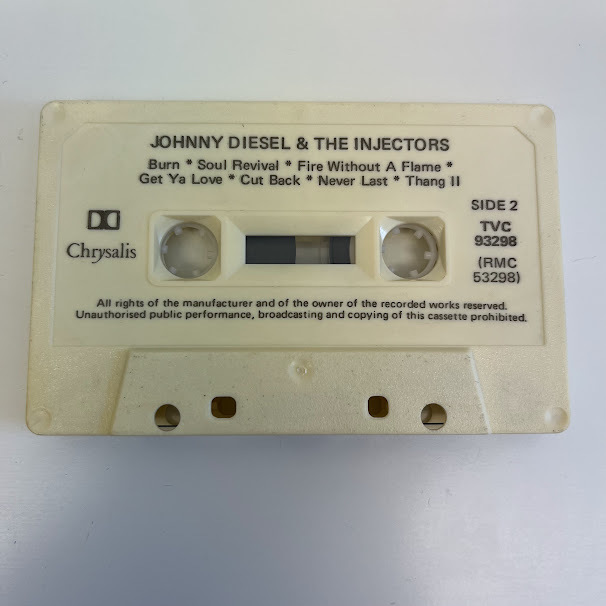 JOHNNY DIESEL & THE INJECTORS
Burn * Soul Revival * Fire Without A Flame *
Get Ya Love * Cut Back * Never Last * Thang II
SIDE 2
TVC
93298
Chrysalis
(RMC
53298)
All rights of the manufacturer and of the owner of the recorded works reserved.
Unauthorised public performance, broadcasting and copying of this cassette prohibited.